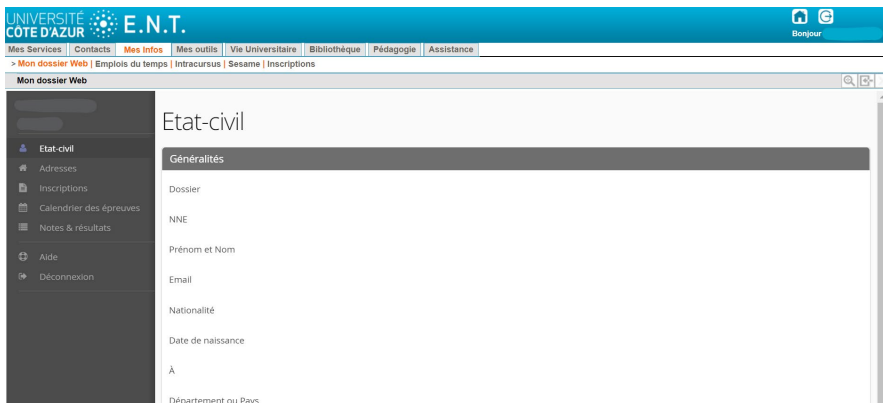 UNIVERSITÉ
CÔTE D'AZUR
E.N.T.
Bonjour
Mes Services Contacts Mes Infos Mes outils Vie Universitaire Bibliothèque Pédagogie Assistance
> Mon dossier Web | Emplois du temps | Intracursus | Sesame | Inscriptions
Mon dossier Web
Etat-civil
Adresses
Inscriptions
Calendrier des épreuves
Notes & résultats
Aide
Déconnexion
Etat-civil
Généralités
Dossier
NNE
Prénom et Nom
Email
Nationalité
Date de naissance
À
Département ou Pays